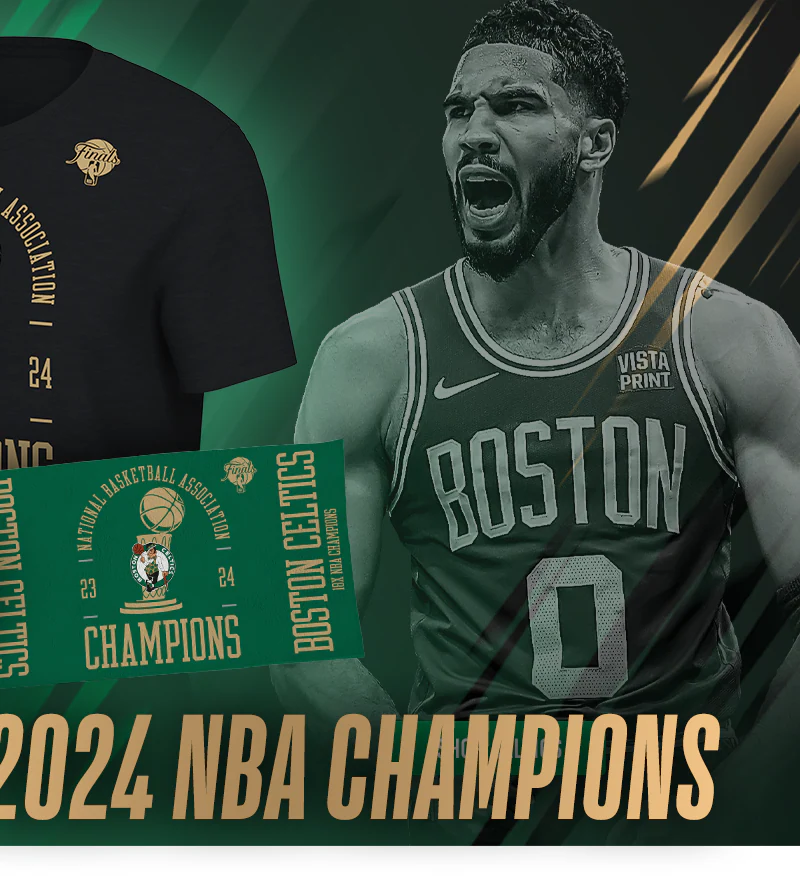 Finals
ASSOCIATION
24
VISTA
PRINT
BOSTON
0
BOSTON CELTICS
NATIONAL BASKETBALL ASSOCIATION
Finals
23
24
CHAMPIONS
BOSTON CELTICS
18X NBA CHAMPIONS
2024 NBA CHAMPIONS